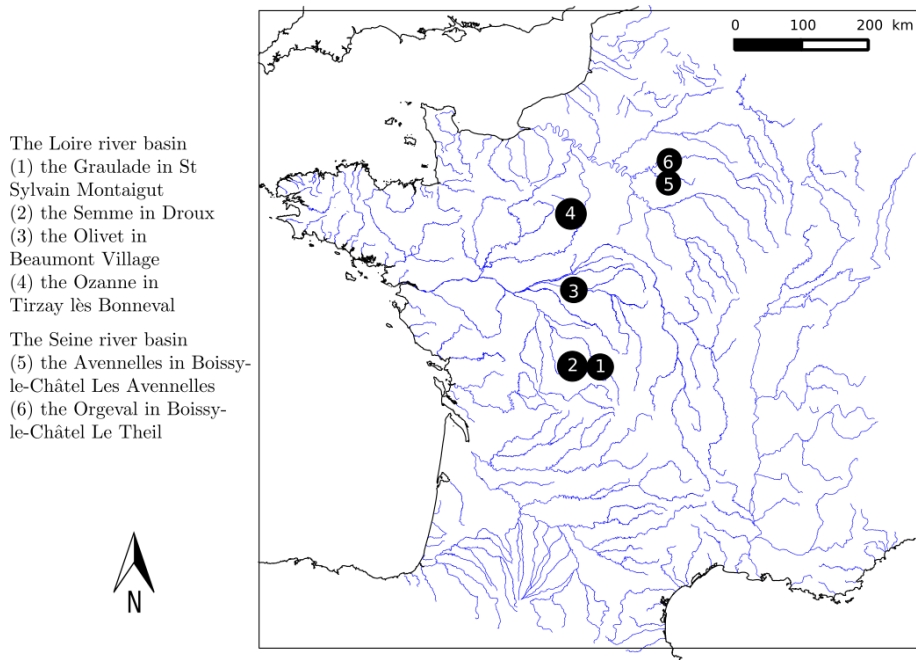 0 100 200 km
The Loire river basin
(1) the Graulade in St
Sylvain Montaigut
(2) the Semme in Droux
(3) the Olivet in
Beaumont Village
(4) the Ozanne in
Tirzay lès Bonneval
The Seine river basin
(5) the Avennelles in Boissy-
le-Châtel Les Avennelles
(6) the Orgeval in Boissy-
le-Châtel Le Theil
N
6
5
4
3
2 1